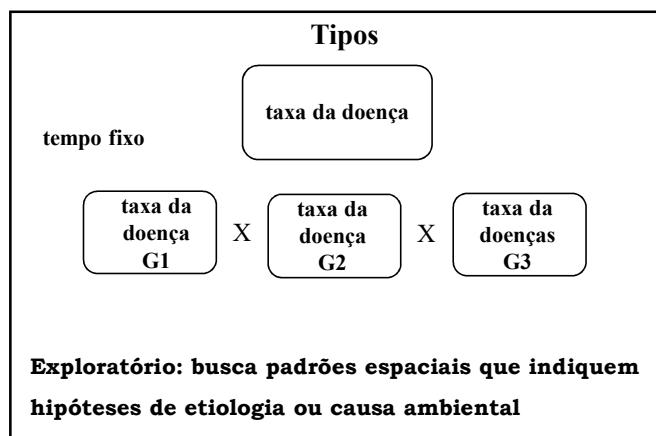 Tipos
taxa da doença
tempo fixo
taxa da
doença
G1
X
taxa da
doença
G2
X
taxa da
doenças
G3
Exploratório: busca padrões espaciais que indiquem
hipóteses de etiologia ou causa ambiental